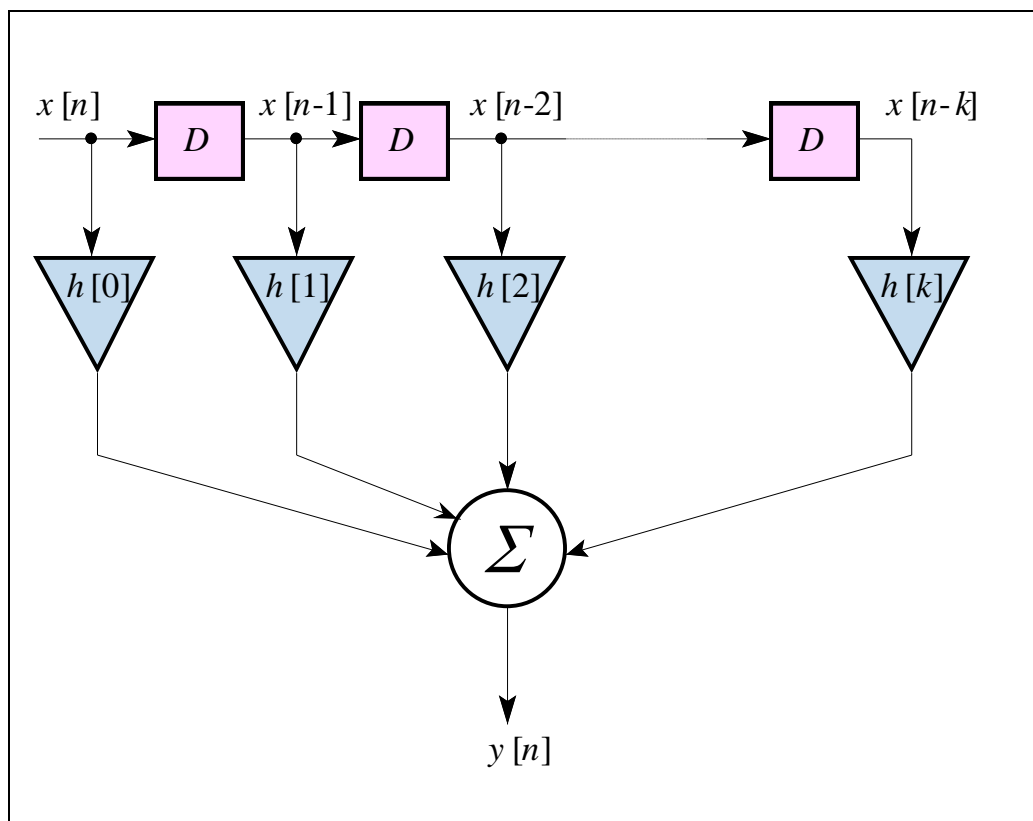 x [n]
x [n-1]
x [n-2]
x [n-k]
D
D
D
h [0]
h [1]
h [2]
h [k]
Σ
y [n]